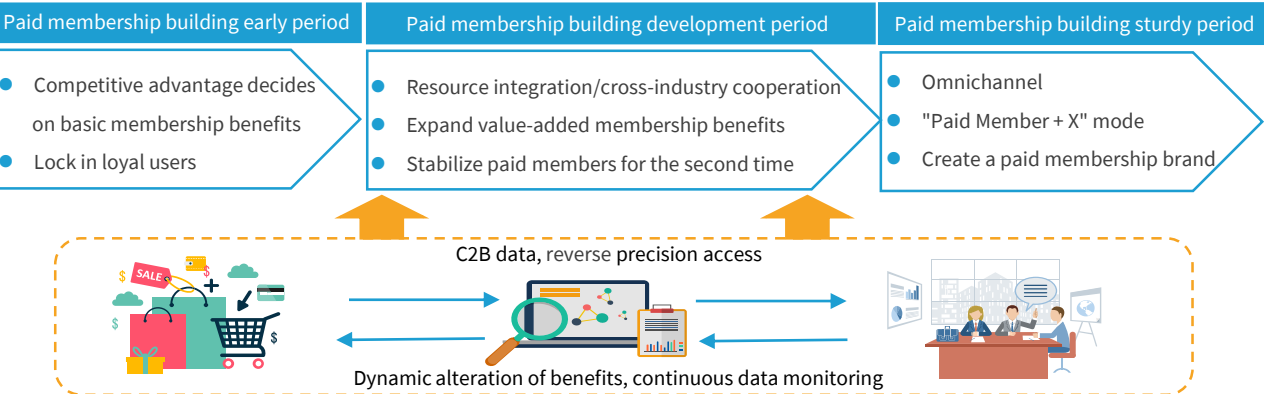 Paid membership building early period
Competitive advantage decides
on basic membership benefits
Lock in loyal users
Paid membership building development period
Resource integration/cross-industry cooperation
Expand value-added membership benefits
Stabilize paid members for the second time
Paid membership building sturdy period
Omnichannel
"Paid Member + X" mode
Create a paid membership brand
C2B data, reverse precision access
SALE
$
$
$
$
Dynamic alteration of benefits, continuous data monitoring